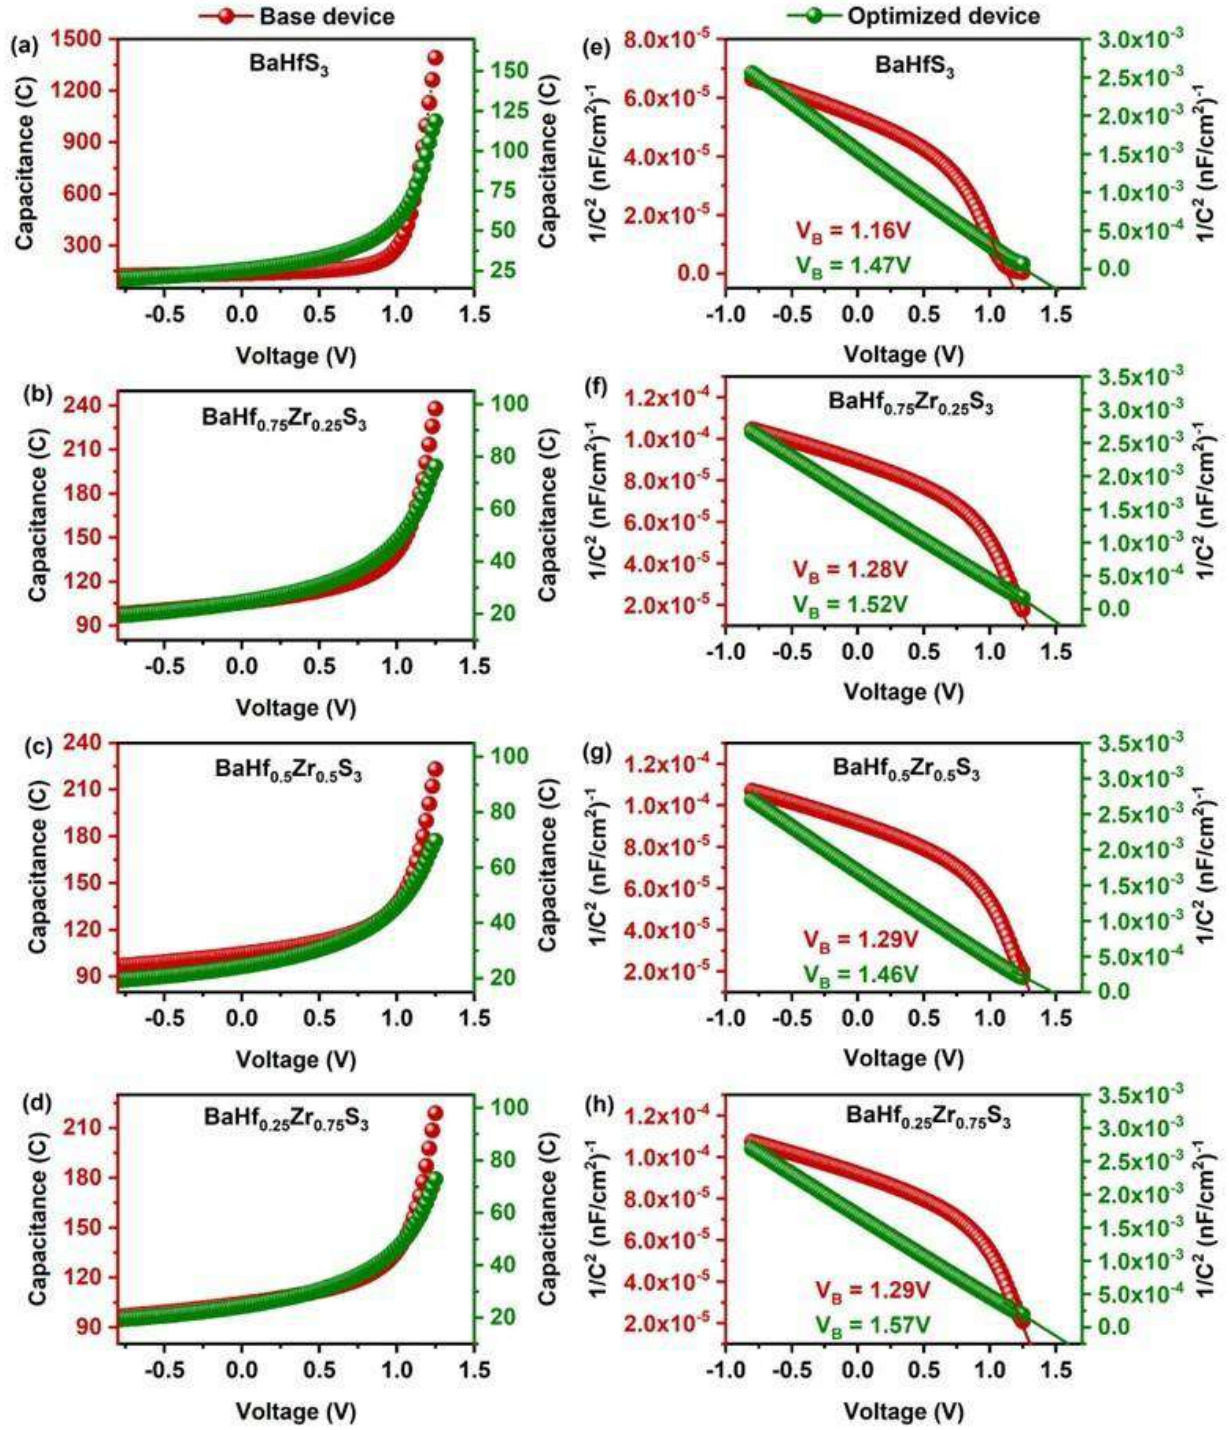 Base device
Optimized device
(a)
BaHfS3
Capacitance (C)
1500
1200
900
600
300
150
125
100
75
50
25
Capacitance (C)
-0.5 0.0 0.5 1.0 1.5
Voltage (V)
(e)
BaHfS3
1/C² (nF/cm²)⁻¹
8.0x10⁻⁵
6.0x10⁻⁵
4.0x10⁻⁵
2.0x10⁻⁵
0.0
VB = 1.16V
VB = 1.47V
3.0x10⁻³
2.5x10⁻³
2.0x10⁻³
1.5x10⁻³
1.0x10⁻³
5.0x10⁻⁴
0.0
1/C² (nF/cm²)⁻¹
-1.0 -0.5 0.0 0.5 1.0 1.5
Voltage (V)
(b)
BaHf0.75Zr0.25S3
Capacitance (C)
240
210
180
150
120
90
100
80
60
40
20
Capacitance (C)
-0.5 0.0 0.5 1.0 1.5
Voltage (V)
(f)
BaHf0.75Zr0.25S3
1/C² (nF/cm²)⁻¹
1.2x10⁻⁴
1.0x10⁻⁴
8.0x10⁻⁵
6.0x10⁻⁵
4.0x10⁻⁵
2.0x10⁻⁵
VB = 1.28V
VB = 1.52V
3.5x10⁻³
3.0x10⁻³
2.5x10⁻³
2.0x10⁻³
1.5x10⁻³
1.0x10⁻³
5.0x10⁻⁴
0.0
1/C² (nF/cm²)⁻¹
-1.0 -0.5 0.0 0.5 1.0 1.5
Voltage (V)
(c)
BaHf0.5Zr0.5S3
Capacitance (C)
240
210
180
150
120
90
100
80
60
40
20
Capacitance (C)
-0.5 0.0 0.5 1.0 1.5
Voltage (V)
(g)
BaHf0.5Zr0.5S3
1/C² (nF/cm²)⁻¹
1.2x10⁻⁴
1.0x10⁻⁴
8.0x10⁻⁵
6.0x10⁻⁵
4.0x10⁻⁵
2.0x10⁻⁵
VB = 1.29V
VB = 1.46V
3.5x10⁻³
3.0x10⁻³
2.5x10⁻³
2.0x10⁻³
1.5x10⁻³
1.0x10⁻³
5.0x10⁻⁴
0.0
1/C² (nF/cm²)⁻¹
-1.0 -0.5 0.0 0.5 1.0 1.5
Voltage (V)
(d)
BaHf0.25Zr0.75S3
Capacitance (C)
210
180
150
120
90
100
80
60
40
20
Capacitance (C)
-0.5 0.0 0.5 1.0 1.5
Voltage (V)
(h)
BaHf0.25Zr0.75S3
1/C² (nF/cm²)⁻¹
1.2x10⁻⁴
1.0x10⁻⁴
8.0x10⁻⁵
6.0x10⁻⁵
4.0x10⁻⁵
2.0x10⁻⁵
VB = 1.29V
VB = 1.57V
3.5x10⁻³
3.0x10⁻³
2.5x10⁻³
2.0x10⁻³
1.5x10⁻³
1.0x10⁻³
5.0x10⁻⁴
0.0
1/C² (nF/cm²)⁻¹
-1.0 -0.5 0.0 0.5 1.0 1.5
Voltage (V)